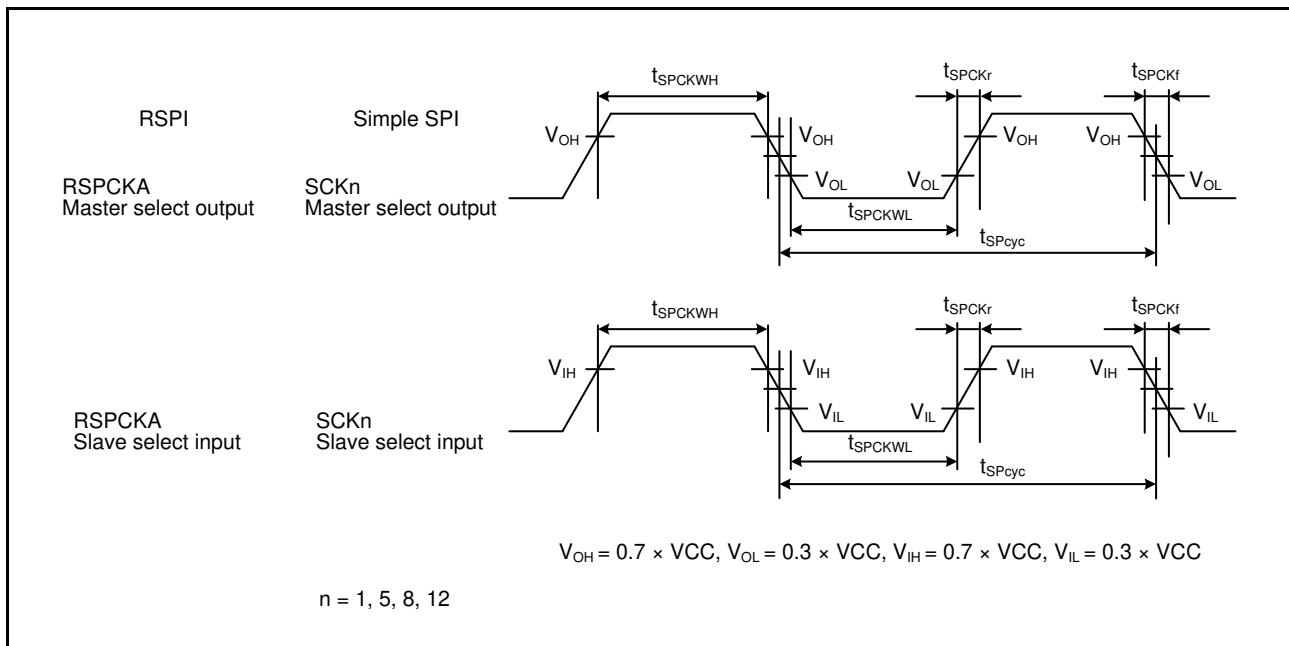 RSPI
Simple SPI
RSPCKA
Master select output
SCKn
Master select output
tSPCKWH
tSPCKr
tSPCKf
VOH
VOH
VOH
VOH
VOL
VOL
VOL
tSPCKWL
tSPcyc
RSPCKA
Slave select input
SCKn
Slave select input
tSPCKWH
tSPCKr
tSPCKf
VIH
VIH
VIH
VIH
VIL
VIL
VIL
tSPCKWL
tSPcyc
VOH = 0.7 × VCC, VOL = 0.3 × VCC, VIH = 0.7 × VCC, VIL = 0.3 × VCC
n = 1, 5, 8, 12